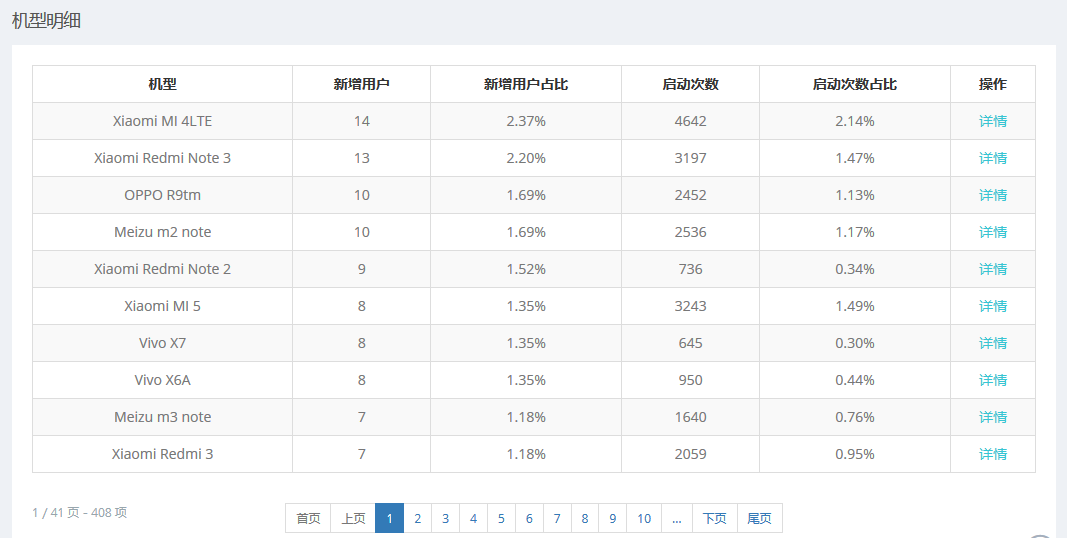 机型明细
机型 新增用户 新增用户占比 启动次数 启动次数占比 操作
Xiaomi MI 4LTE 14 2.37% 4642 2.14% 详情
Xiaomi Redmi Note 3 13 2.20% 3197 1.47% 详情
OPPO R9tm 10 1.69% 2452 1.13% 详情
Meizu m2 note 10 1.69% 2536 1.17% 详情
Xiaomi Redmi Note 2 9 1.52% 736 0.34% 详情
Xiaomi MI 5 8 1.35% 3243 1.49% 详情
Vivo X7 8 1.35% 645 0.30% 详情
Vivo X6A 8 1.35% 950 0.44% 详情
Meizu m3 note 7 1.18% 1640 0.76% 详情
Xiaomi Redmi 3 7 1.18% 2059 0.95% 详情
1 / 41 页 - 408 项 首页 上页 1 2 3 4 5 6 7 8 9 10 ... 下页 尾页